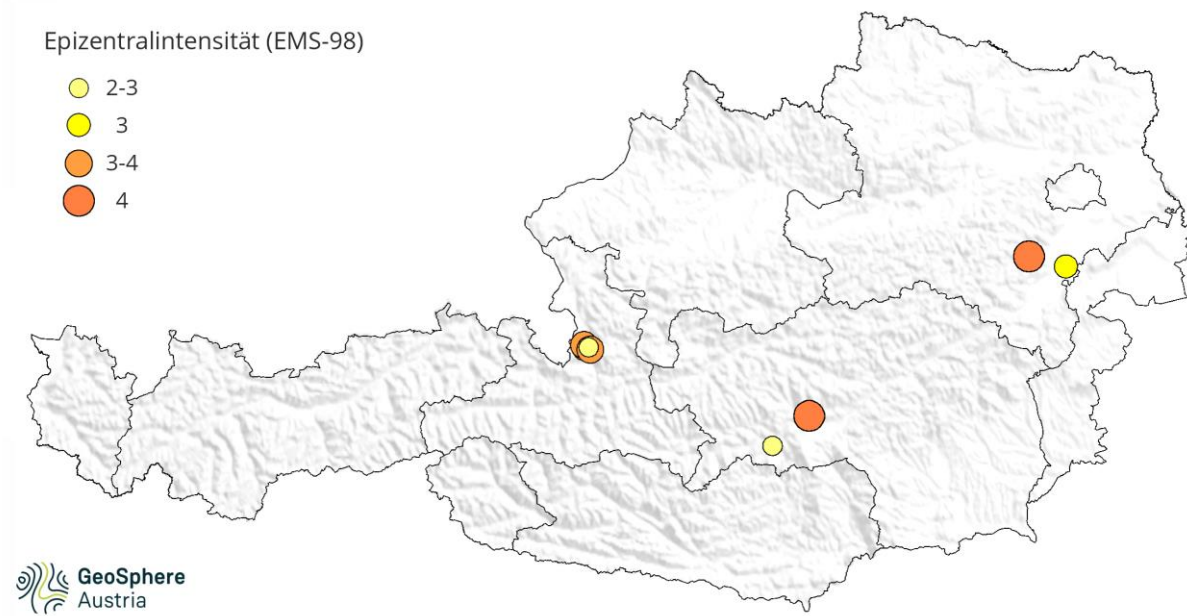 Epizentralintensität (EMS-98)
2-3
3
3-4
4
GeoSphere
Austria